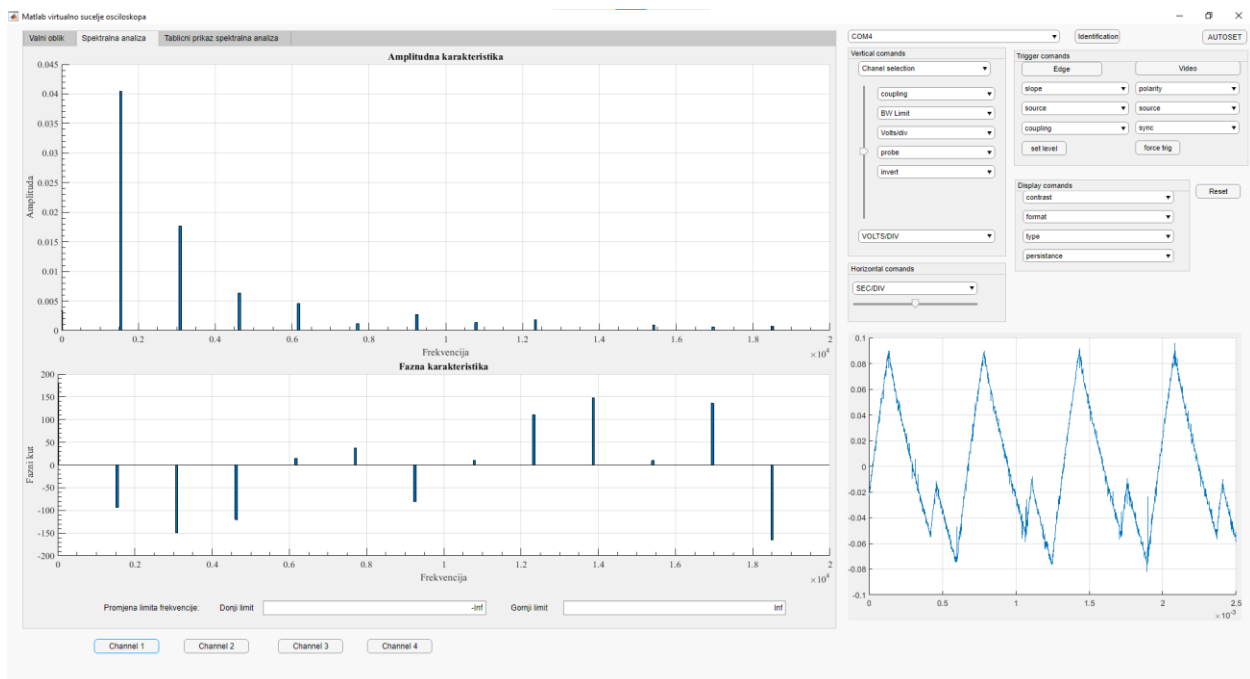 Matlab virtualno sucelje osciloskopa
Valni oblik
Spektralna analiza
Tablicni prikaz spektralna analiza
Amplitudna karakteristika
0.045
0.04
0.035
0.03
0.025
0.02
0.015
0.01
0.005
0
Amplituda
0 0.2 0.4 0.6 0.8 1 1.2 1.4 1.6 1.8 2
Frekvencija
×10⁴
Fazna karakteristika
200
150
100
50
0
-50
-100
-150
-200
Fazni kut
0 0.2 0.4 0.6 0.8 1 1.2 1.4 1.6 1.8 2
Frekvencija
×10⁴
Promjena limita frekvencije: Donji limit -Inf Gornji limit Inf
Channel 1 Channel 2 Channel 3 Channel 4
COM4
Identification
AUTOSET
Vertical comands
Chanel selection
coupling
BW Limit
Volts/div
probe
invert
VOLTS/DIV
Horizontal comands
SEC/DIV
Trigger comands
Edge Video
slope polarity
source source
coupling sync
set level force trig
Display comands
contrast
format
type
persistance
Reset
0.1
0.08
0.06
0.04
0.02
0
-0.02
-0.04
-0.06
-0.08
-0.1
0 0.5 1 1.5 2 2.5
×10⁻³